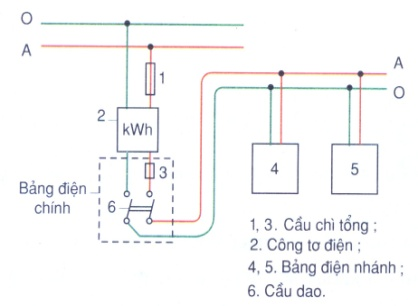 O
A
1
2
kWh
A
O
3
Bảng điện
chính
6
4
5
1, 3. Cầu chì tổng ;
2. Công tơ điện ;
4, 5. Bảng điện nhánh ;
6. Cầu dao.